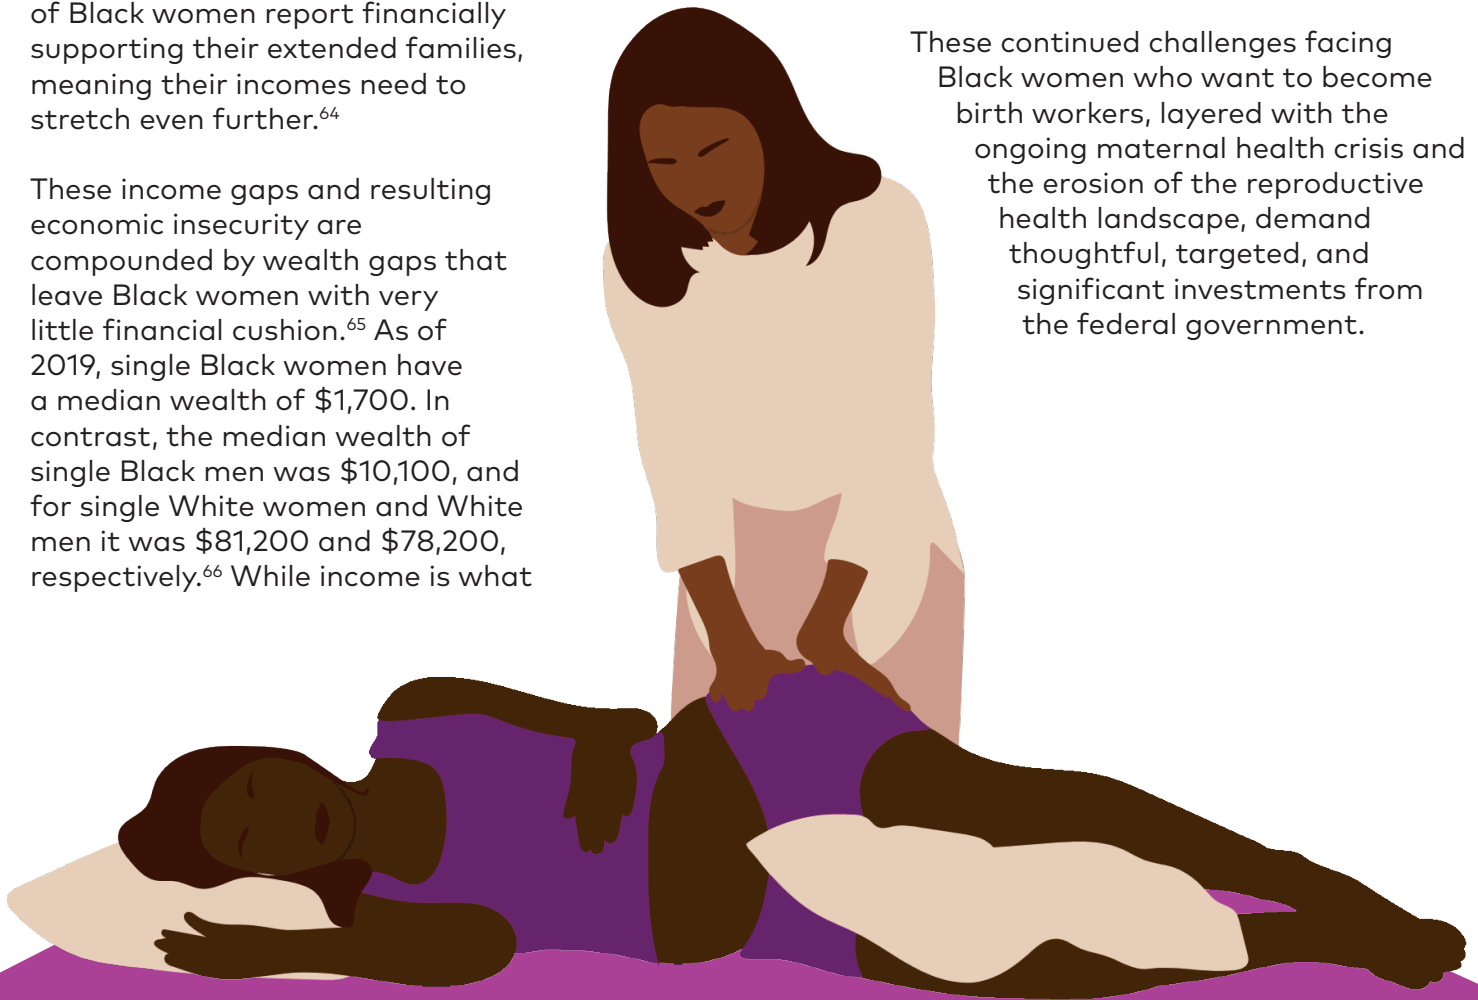 of Black women report financially
supporting their extended families,
meaning their incomes need to
stretch even further.64
These income gaps and resulting
economic insecurity are
compounded by wealth gaps that
leave Black women with very
little financial cushion.65 As of
2019, single Black women have
a median wealth of $1,700. In
contrast, the median wealth of
single Black men was $10,100, and
for single White women and White
men it was $81,200 and $78,200,
respectively.66 While income is what
These continued challenges facing
Black women who want to become
birth workers, layered with the
ongoing maternal health crisis and
the erosion of the reproductive
health landscape, demand
thoughtful, targeted, and
significant investments from
the federal government.